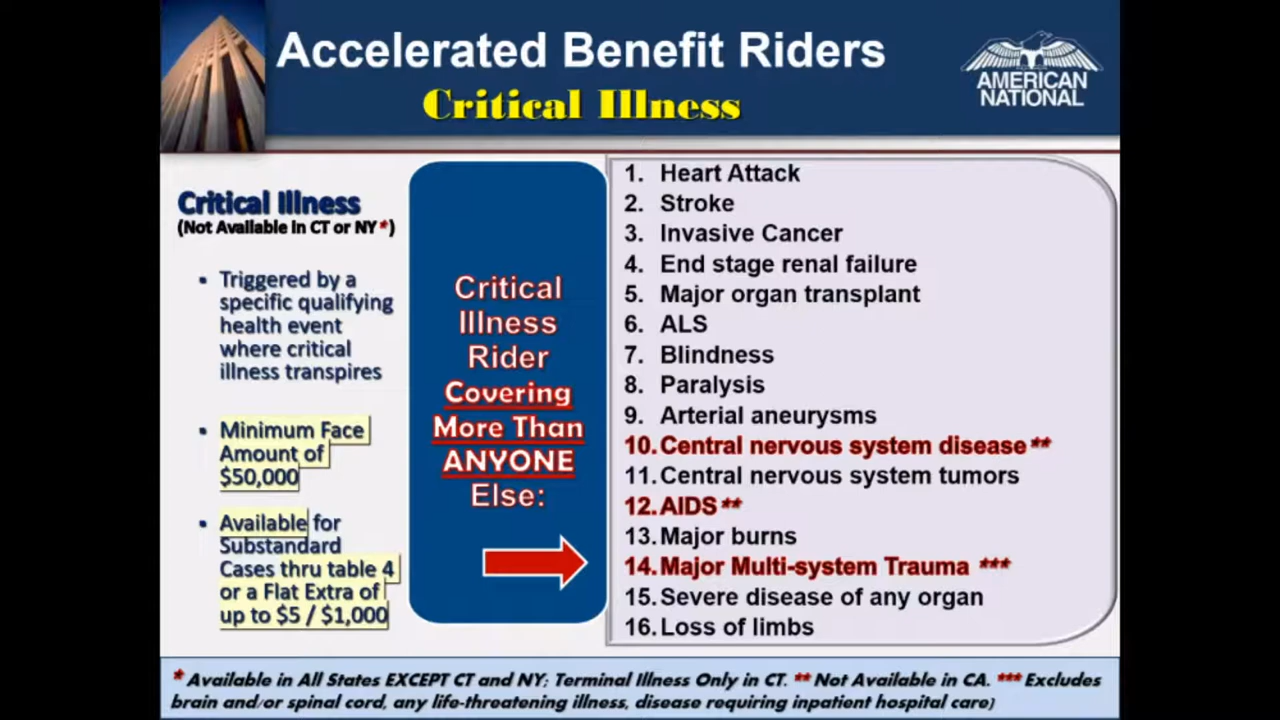 Accelerated Benefit Riders
Critical Illness
AMERICAN
NATIONAL
Critical Illness
(Not Available in CT or NY*)
▪ Triggered by a
specific qualifying
health event
where critical
illness transpires
▪ Minimum Face
Amount of
$50,000
▪ Available for
Substandard
Cases thru table 4
or a Flat Extra of
up to $5 / $1,000
Critical
Illness
Rider
Covering
More Than
ANYONE
Else:
1. Heart Attack
2. Stroke
3. Invasive Cancer
4. End stage renal failure
5. Major organ transplant
6. ALS
7. Blindness
8. Paralysis
9. Arterial aneurysms
10. Central nervous system disease **
11. Central nervous system tumors
12. AIDS **
13. Major burns
14. Major Multi-system Trauma ***
15. Severe disease of any organ
16. Loss of limbs
* Available in All States EXCEPT CT and NY; Terminal Illness Only in CT. ** Not Available in CA. *** Excludes
brain and/or spinal cord, any life-threatening illness, disease requiring inpatient hospital care)